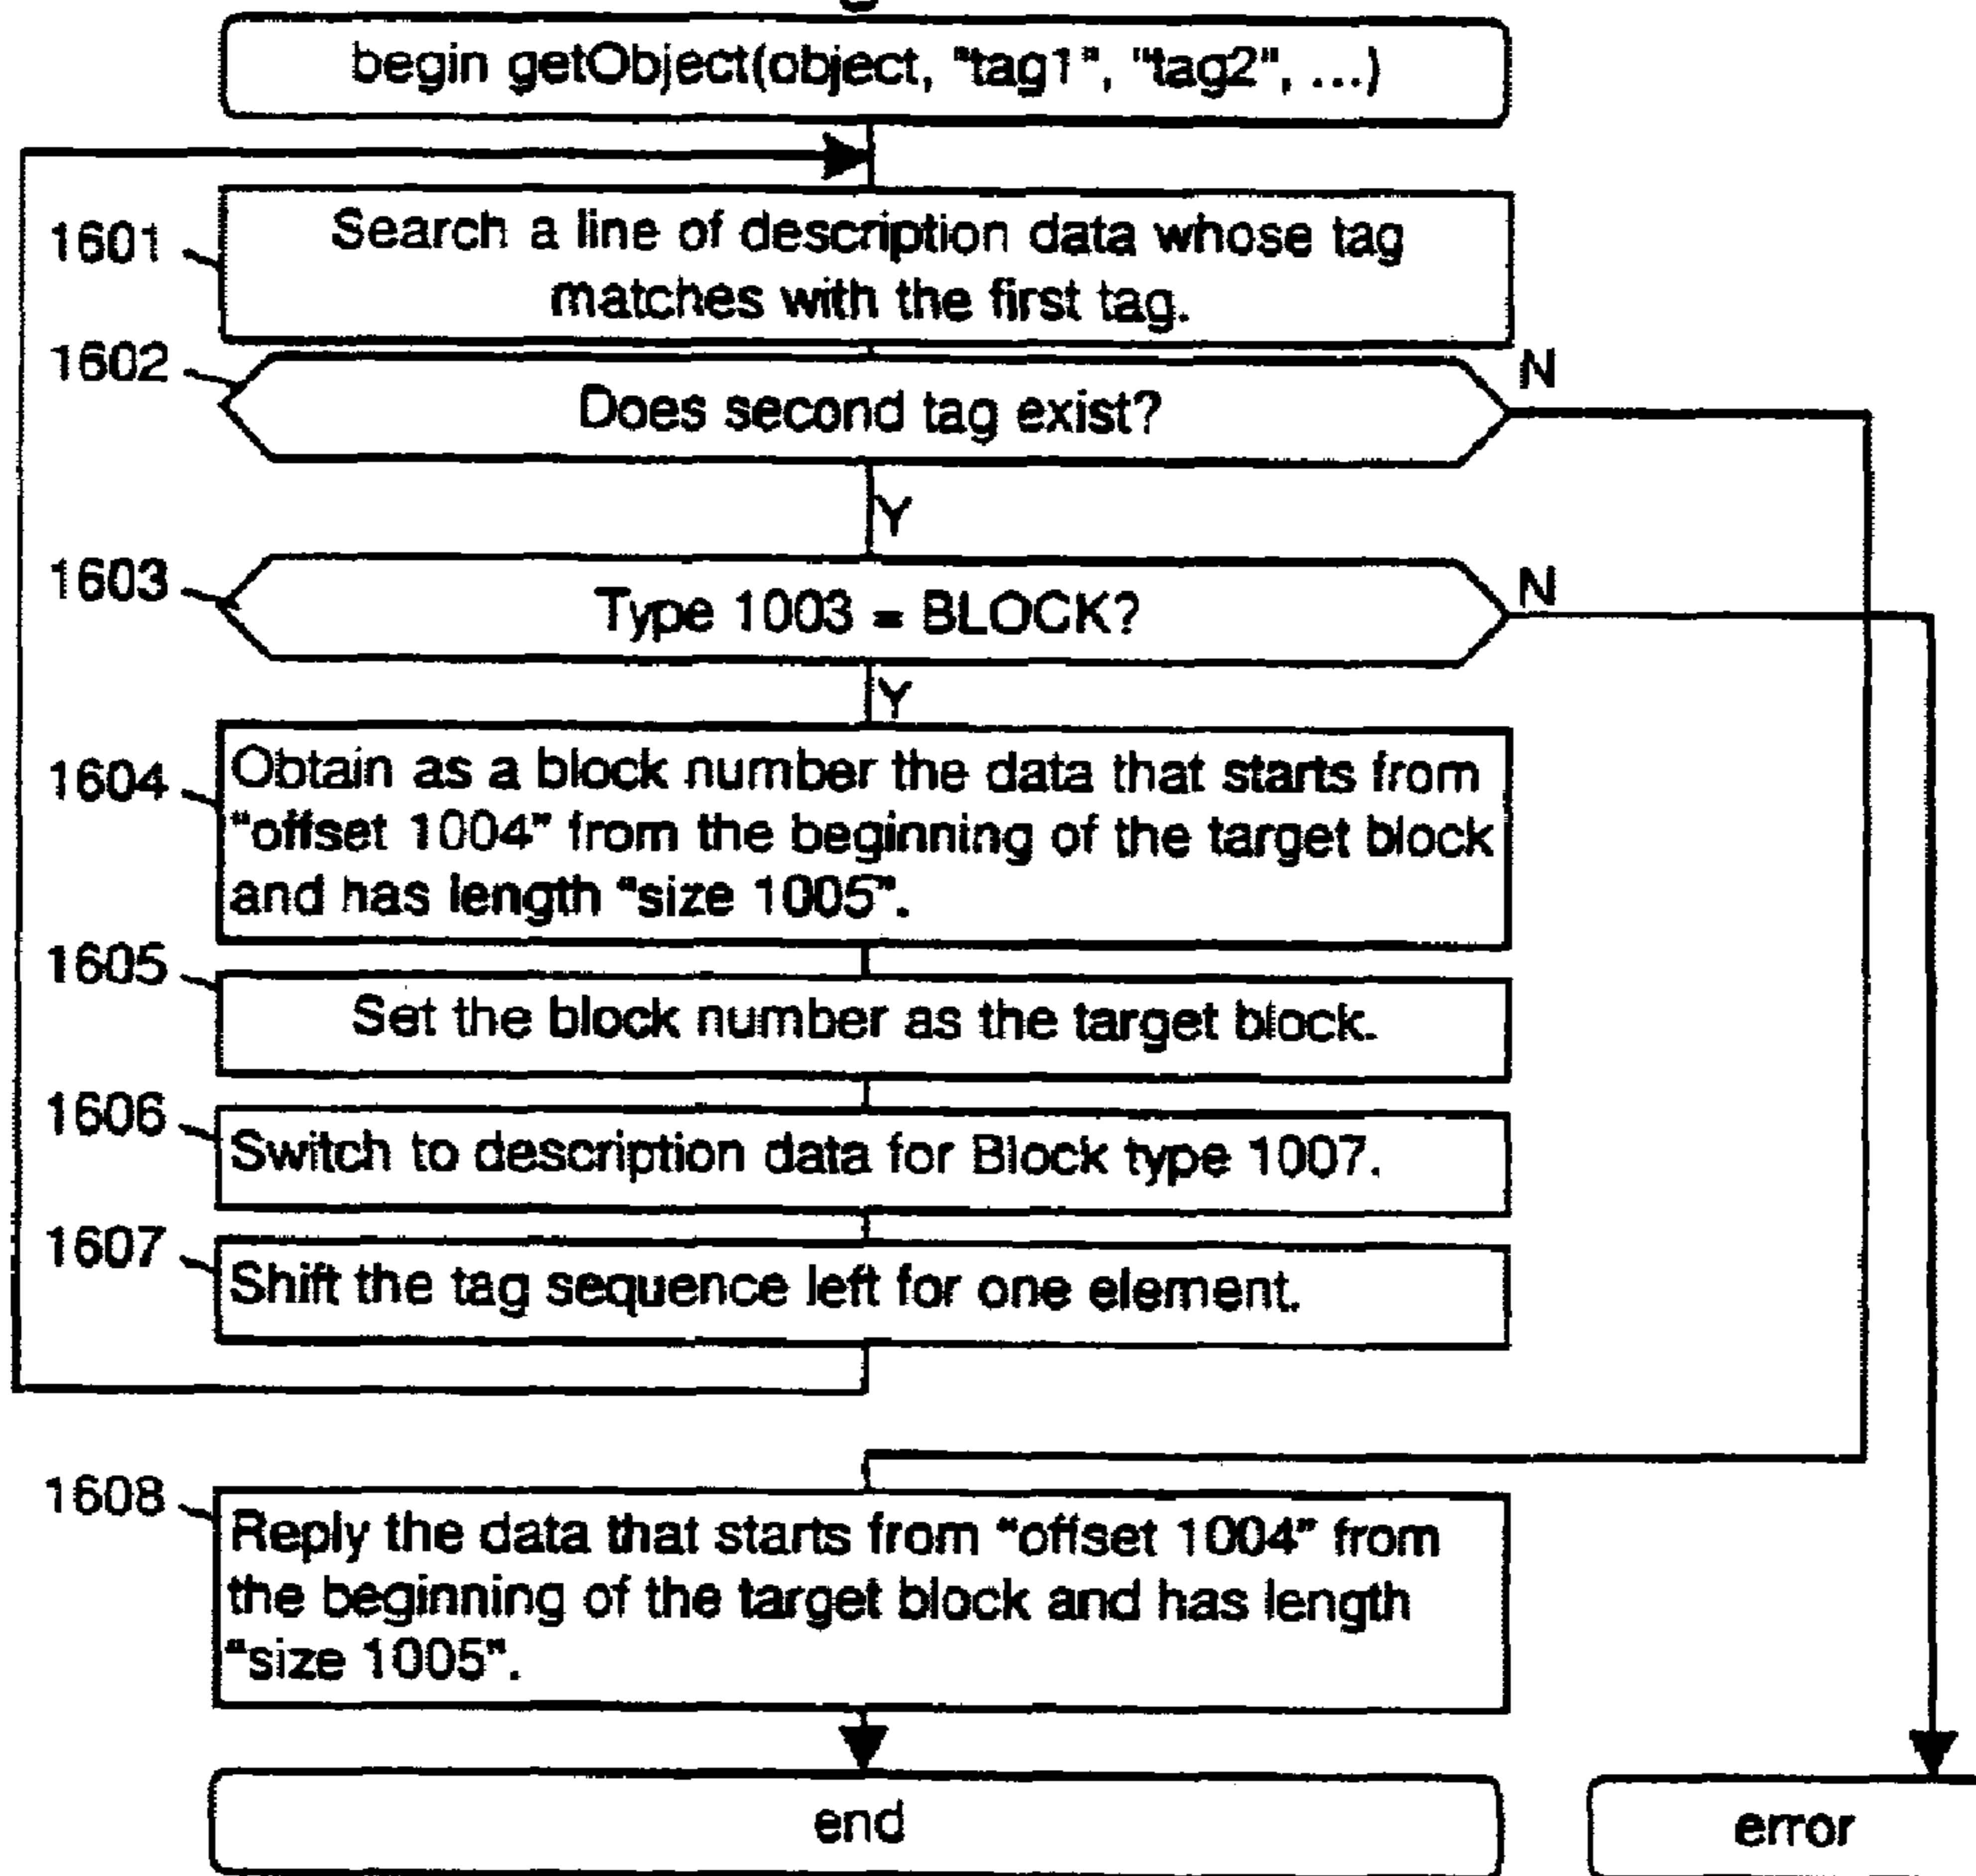 begin getObject(object, "tag1", "tag2", ...)
1601
Search a line of description data whose tag
matches with the first tag.
1602
Does second tag exist?
N
Y
1603
Type 1003 = BLOCK?
N
Y
1604
Obtain as a block number the data that starts from
"offset 1004" from the beginning of the target block
and has length "size 1005".
1605
Set the block number as the target block.
1606
Switch to description data for Block type 1007.
1607
Shift the tag sequence left for one element.
1608
Reply the data that starts from "offset 1004" from
the beginning of the target block and has length
"size 1005".
end
error